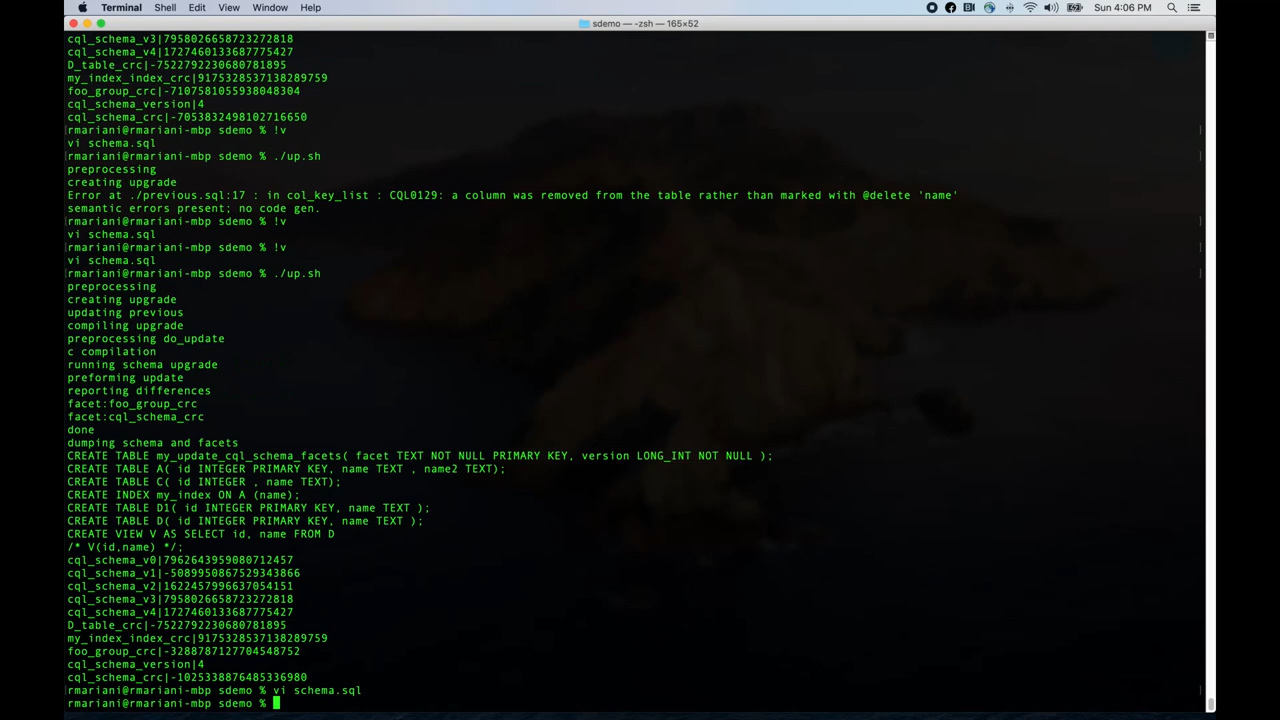 Terminal Shell Edit View Window Help Sun 4:06 PM
sdemo — -zsh — 165×52
cql_schema_v3|7958026658723272818
cql_schema_v4|1727460133687775427
D_table_crc|-7522792230680781895
my_index_index_crc|9175328537138289759
foo_group_crc|-7107581055938048304
cql_schema_version|4
cql_schema_crc|-7053832498102716650
rmariani@rmariani-mbp sdemo % !v
vi schema.sql
rmariani@rmariani-mbp sdemo % ./up.sh
preprocessing
creating upgrade
Error at ./previous.sql:17 : in col_key_list : CQL0129: a column was removed from the table rather than marked with @delete 'name'
semantic errors present; no code gen.
rmariani@rmariani-mbp sdemo % !v
vi schema.sql
rmariani@rmariani-mbp sdemo % !v
vi schema.sql
rmariani@rmariani-mbp sdemo % ./up.sh
preprocessing
creating upgrade
updating previous
compiling upgrade
preprocessing do_update
c compilation
running schema upgrade
preforming update
reporting differences
facet:foo_group_crc
facet:cql_schema_crc
done
dumping schema and facets
CREATE TABLE my_update_cql_schema_facets( facet TEXT NOT NULL PRIMARY KEY, version LONG_INT NOT NULL );
CREATE TABLE A( id INTEGER PRIMARY KEY, name TEXT , name2 TEXT);
CREATE TABLE C( id INTEGER , name TEXT);
CREATE INDEX my_index ON A (name);
CREATE TABLE D1( id INTEGER PRIMARY KEY, name TEXT );
CREATE TABLE D( id INTEGER PRIMARY KEY, name TEXT );
CREATE VIEW V AS SELECT id, name FROM D
/* V(id,name) */;
cql_schema_v0|7962643959080712457
cql_schema_v1|-5089950867529343866
cql_schema_v2|1622457996637054151
cql_schema_v3|7958026658723272818
cql_schema_v4|1727460133687775427
D_table_crc|-7522792230680781895
my_index_index_crc|9175328537138289759
foo_group_crc|-3288787127704548752
cql_schema_version|4
cql_schema_crc|-1025338876485336980
rmariani@rmariani-mbp sdemo % vi schema.sql
rmariani@rmariani-mbp sdemo %